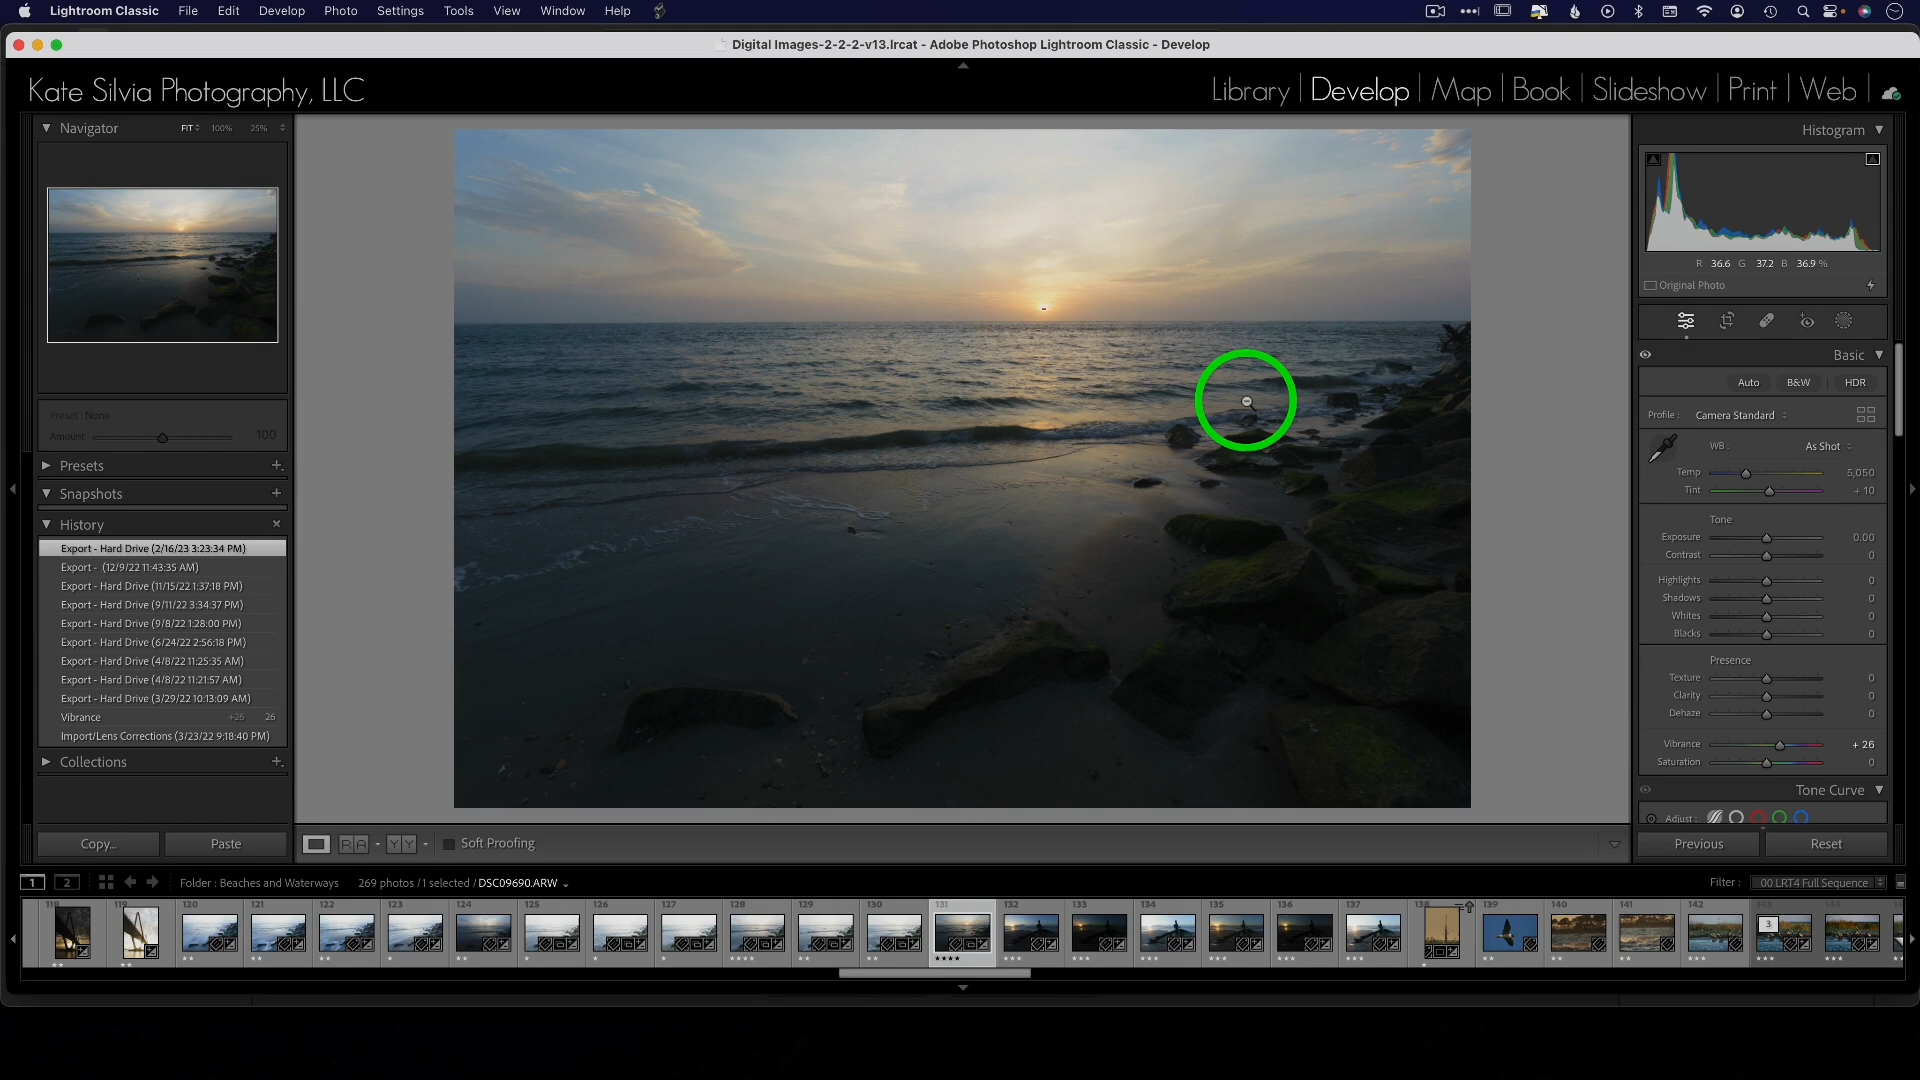 Lightroom Classic File Edit Develop Photo Settings Tools View Window Help
Digital Images-2-2-2-v13.lrcat - Adobe Photoshop Lightroom Classic - Develop
Kate Silvia Photography, LLC
Library | Develop | Map | Book | Slideshow | Print | Web |
Navigator FIT 100% 25%
Preset : None
Amount 100
Presets
Snapshots
History
Export - Hard Drive (2/16/23 3:23:34 PM)
Export - (12/9/22 11:43:35 AM)
Export - Hard Drive (11/15/22 1:37:18 PM)
Export - Hard Drive (9/11/22 3:34:37 PM)
Export - Hard Drive (9/8/22 1:28:00 PM)
Export - Hard Drive (6/24/22 2:56:18 PM)
Export - Hard Drive (4/8/22 11:25:35 AM)
Export - Hard Drive (4/8/22 11:21:57 AM)
Export - Hard Drive (3/29/22 10:13:09 AM)
Vibrance +26 26
Import/Lens Corrections (3/23/22 9:18:40 PM)
Collections
Copy... Paste
R A Y Y Soft Proofing
Histogram
R 36.6 G 37.2 B 36.9 %
Original Photo
Basic
Auto B&W HDR
Profile : Camera Standard
WB : As Shot
Temp 5,050
Tint + 10
Tone
Exposure 0.00
Contrast 0
Highlights 0
Shadows 0
Whites 0
Blacks 0
Presence
Texture 0
Clarity 0
Dehaze 0
Vibrance + 26
Saturation 0
Tone Curve
Adjust :
Previous Reset
1 2 Folder : Beaches and Waterways 269 photos / 1 selected / DSC09690.ARW Filter : 00 LRT4 Full Sequence
118 119 120 121 122 123 124 125 126 127 128 129 130 131 132 133 134 135 136 137 138 139 140 141 142 143 144
3